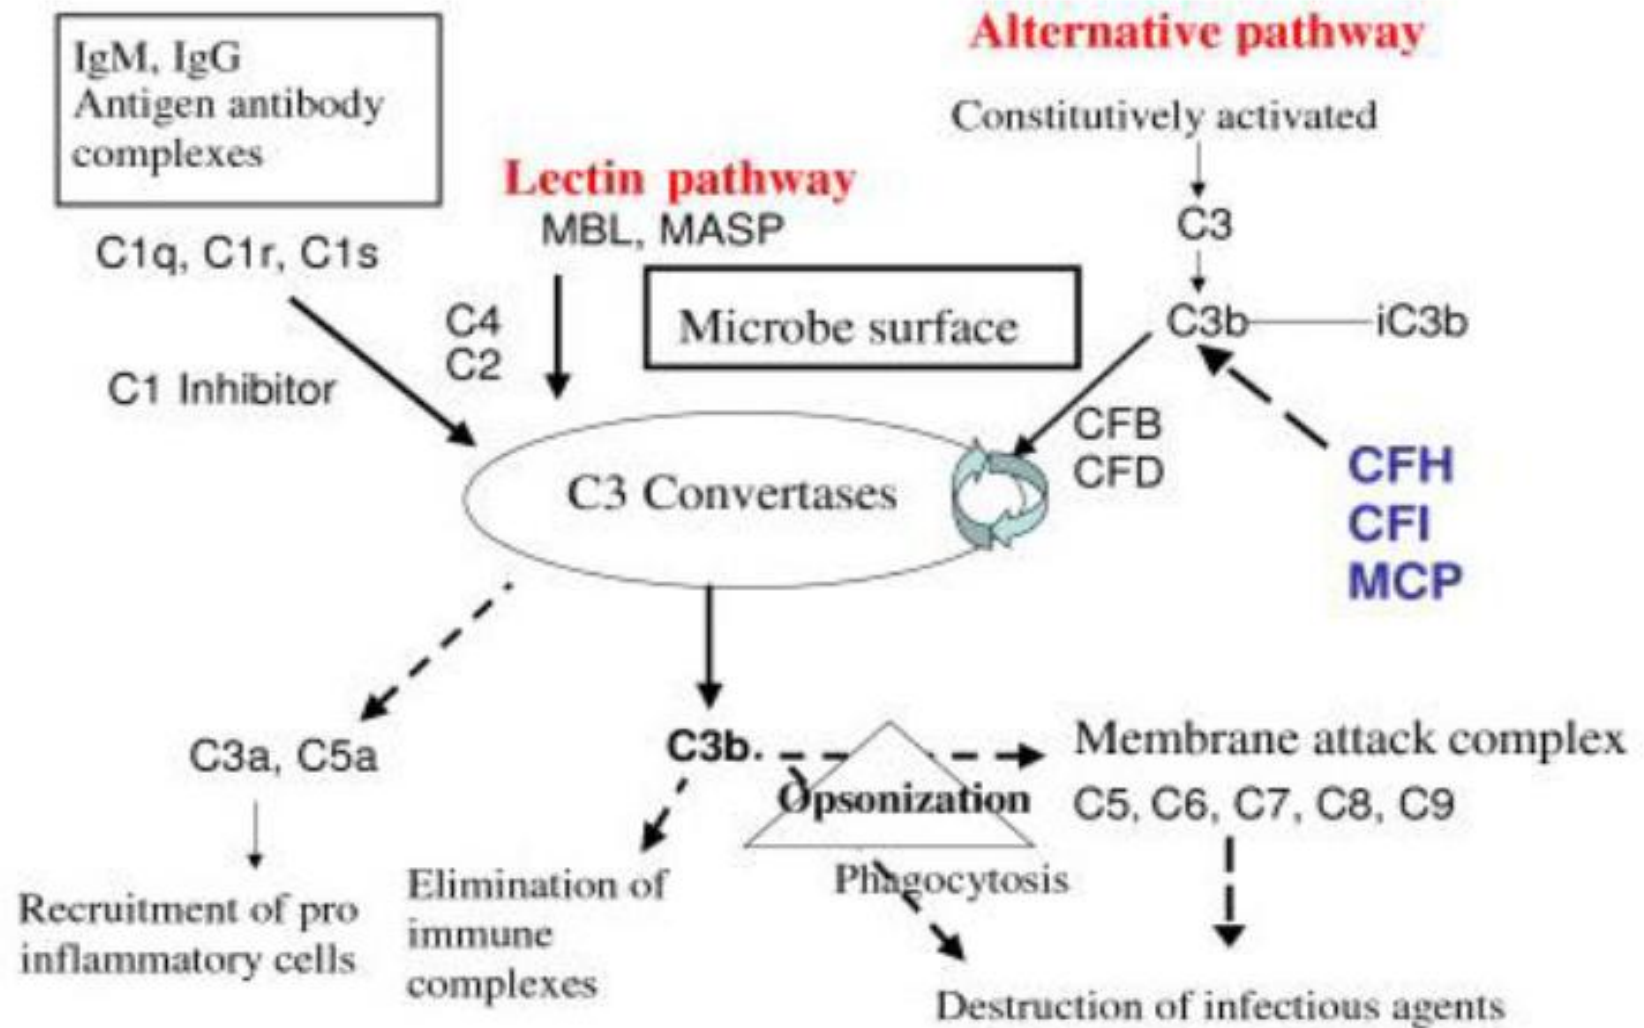 IgM, IgG
Antigen antibody
complexes
C1q, C1r, C1s
C1 Inhibitor
Lectin pathway
MBL, MASP
C4
C2
Microbe surface
Alternative pathway
Constitutively activated
C3
C3b
iC3b
CFB
CFD
CFH
CFI
MCP
C3 Convertases
C3a, C5a
Recruitment of pro
inflammatory cells
C3b.
Elimination of
immune
complexes
Opsonization
Phagocytosis
Membrane attack complex
C5, C6, C7, C8, C9
Destruction of infectious agents